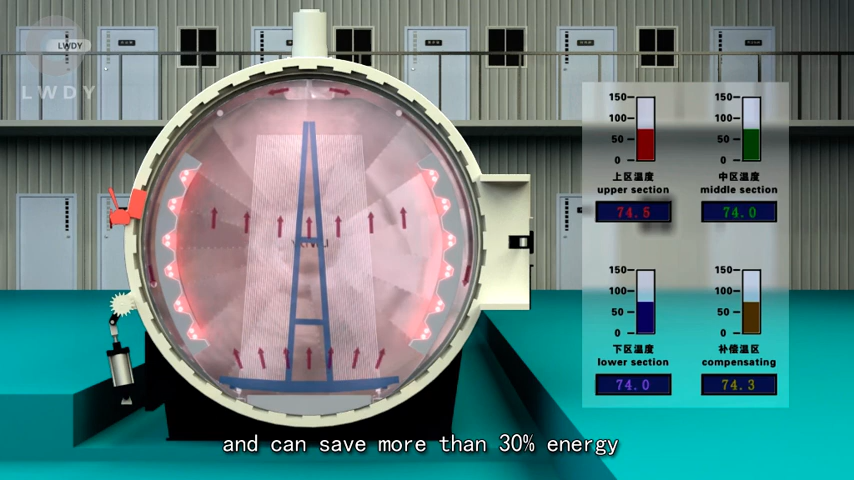 LWDY
LWDY
150
100
50
0
上区温度
upper section
74.5
150
100
50
0
中区温度
middle section
74.0
150
100
50
0
下区温度
lower section
74.0
150
100
50
0
补偿温区
compensating
74.3
and can save more than 30% energy